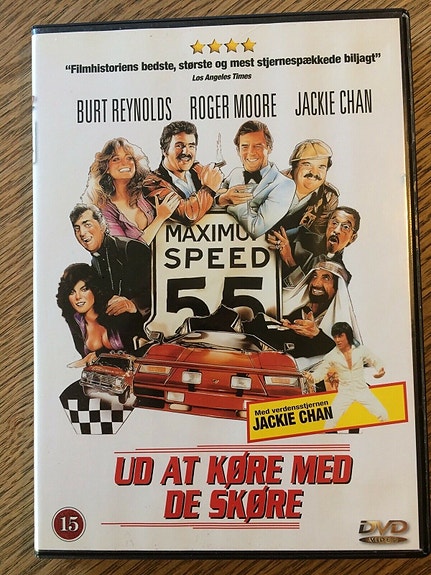 "Filmhistoriens bedste, største og mest stjernespækkede biljagt"
Los Angeles Times
BURT REYNOLDS ROGER MOORE JACKIE CHAN
MAXIMUM
SPEED
55
Med verdensstjernen
JACKIE CHAN
UD AT KØRE MED
DE SKØRE
15
DVD